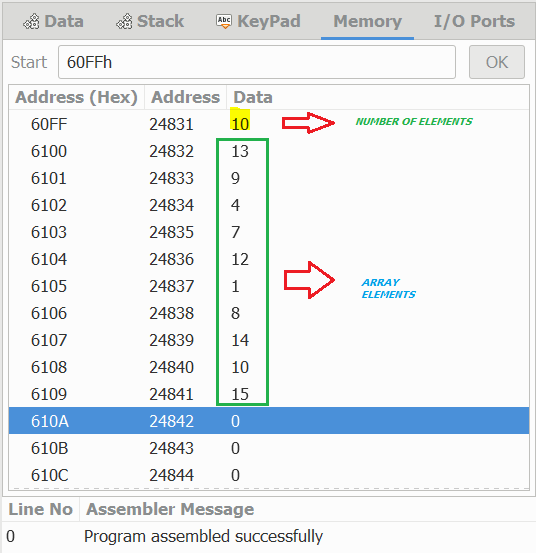 Data Stack Abc KeyPad Memory I/O Ports
Start 60FFh OK
Address (Hex) Address Data
60FF 24831 10 NUMBER OF ELEMENTS
6100 24832 13
6101 24833 9
6102 24834 4
6103 24835 7
6104 24836 12
6105 24837 1 ARRAY
ELEMENTS
6106 24838 8
6107 24839 14
6108 24840 10
6109 24841 15
610A 24842 0
610B 24843 0
610C 24844 0
Line No Assembler Message
0 Program assembled successfully